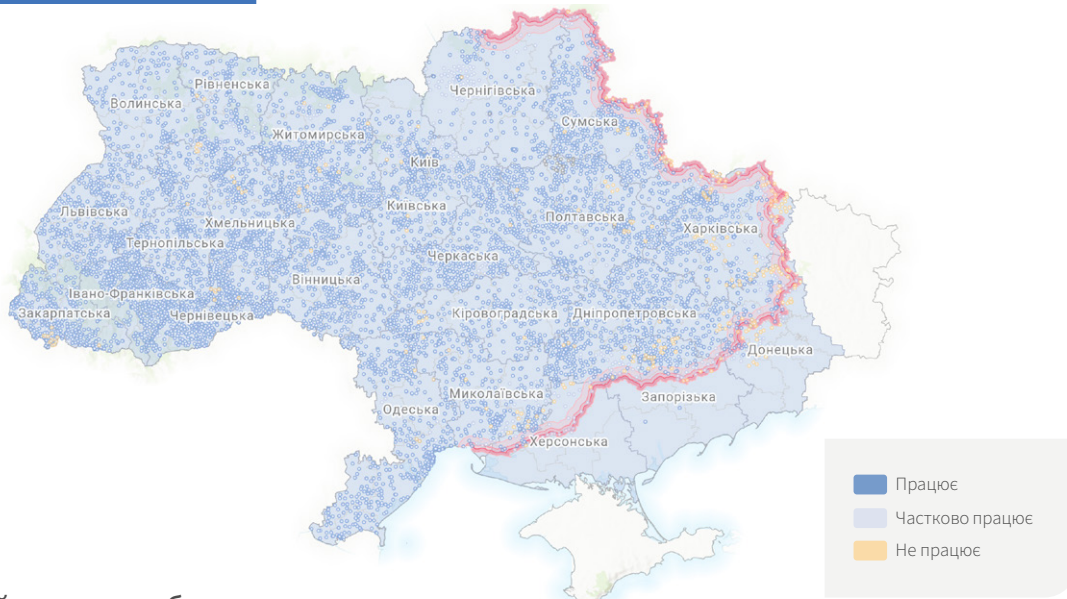 Рівненська
Волинська
Чернігівська
Сумська
Житомирська
Київ
Київська
Львівська
Хмельницька
Полтавська
Харківська
Тернопільська
Черкаська
Вінницька
Івано-Франківська
Закарпатська
Чернівецька
Кіровоградська
Дніпропетровська
Донецька
Миколаївська
Запорізька
Одеська
Херсонська
Працює
Частково працює
Не працює